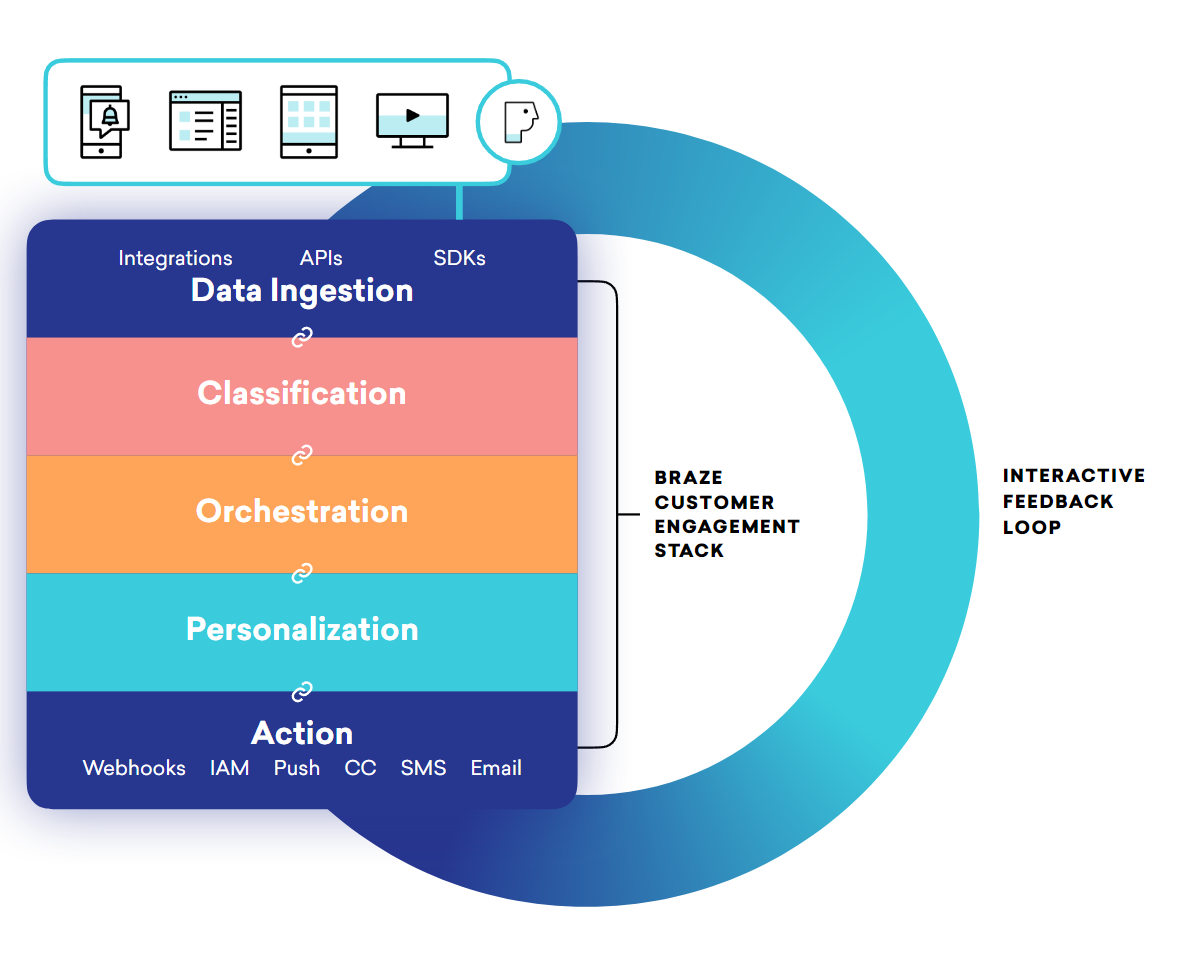 Integrations APIs SDKs
Data Ingestion
Classification
Orchestration
Personalization
Action
Webhooks IAM Push CC SMS Email
BRAZE
CUSTOMER
ENGAGEMENT
STACK
INTERACTIVE
FEEDBACK
LOOP